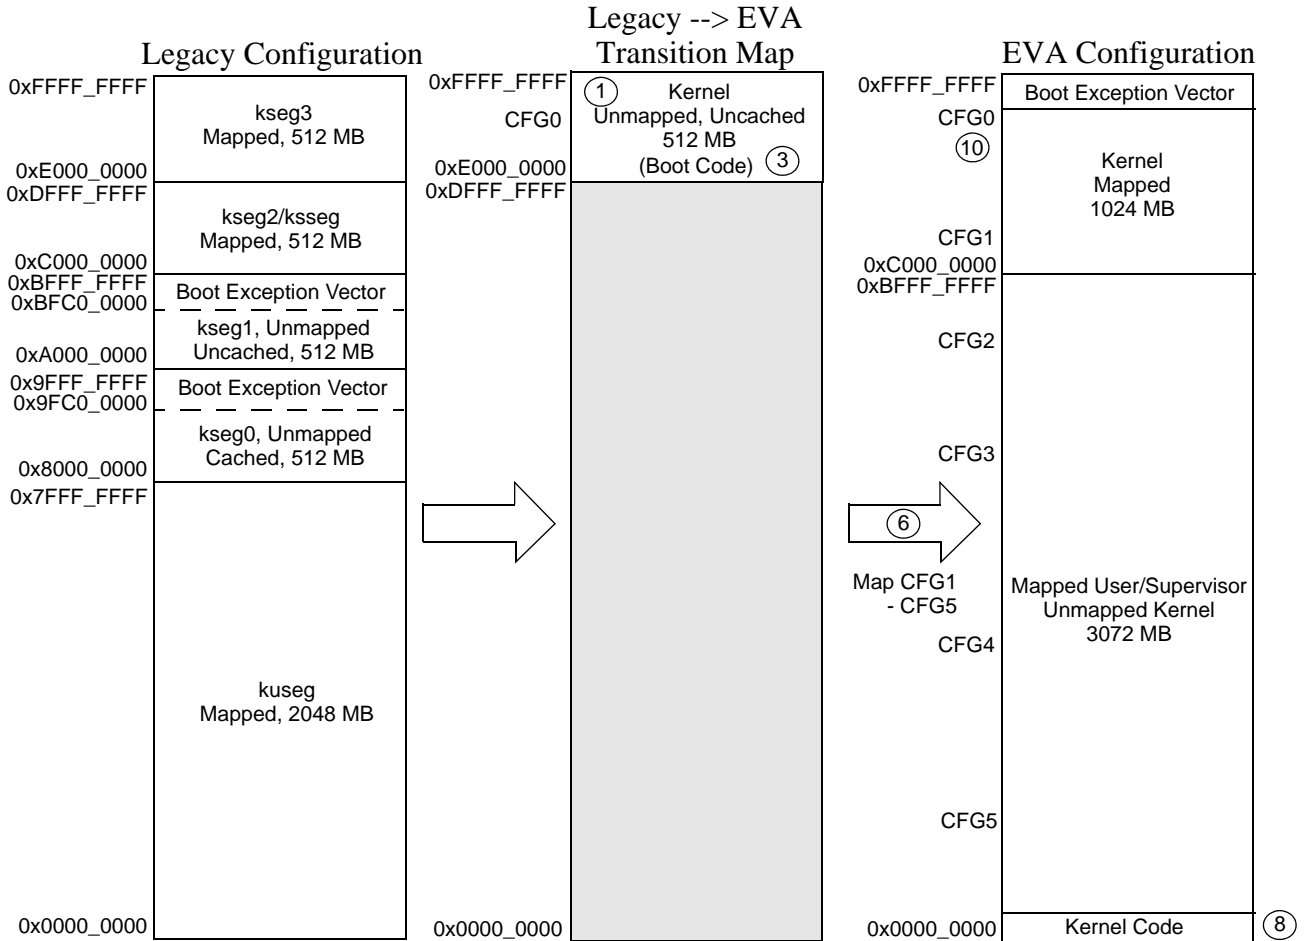 Legacy Configuration
0xFFFF_FFFF
kseg3
Mapped, 512 MB
0xE000_0000
0xDFFF_FFFF
kseg2/ksseg
Mapped, 512 MB
0xC000_0000
0xBFFF_FFFF
Boot Exception Vector
0xBFC0_0000
kseg1, Unmapped
Uncached, 512 MB
0xA000_0000
0x9FFF_FFFF
Boot Exception Vector
0x9FC0_0000
kseg0, Unmapped
Cached, 512 MB
0x8000_0000
0x7FFF_FFFF
kuseg
Mapped, 2048 MB
0x0000_0000
Legacy --> EVA
Transition Map
0xFFFF_FFFF
1
Kernel
CFG0
Unmapped, Uncached
512 MB
0xE000_0000
(Boot Code)
3
0xDFFF_FFFF
0x0000_0000
6
Map CFG1
- CFG5
EVA Configuration
0xFFFF_FFFF
Boot Exception Vector
CFG0
10
Kernel
Mapped
1024 MB
CFG1
0xC000_0000
0xBFFF_FFFF
CFG2
CFG3
Mapped User/Supervisor
Unmapped Kernel
3072 MB
CFG4
CFG5
0x0000_0000
Kernel Code
8